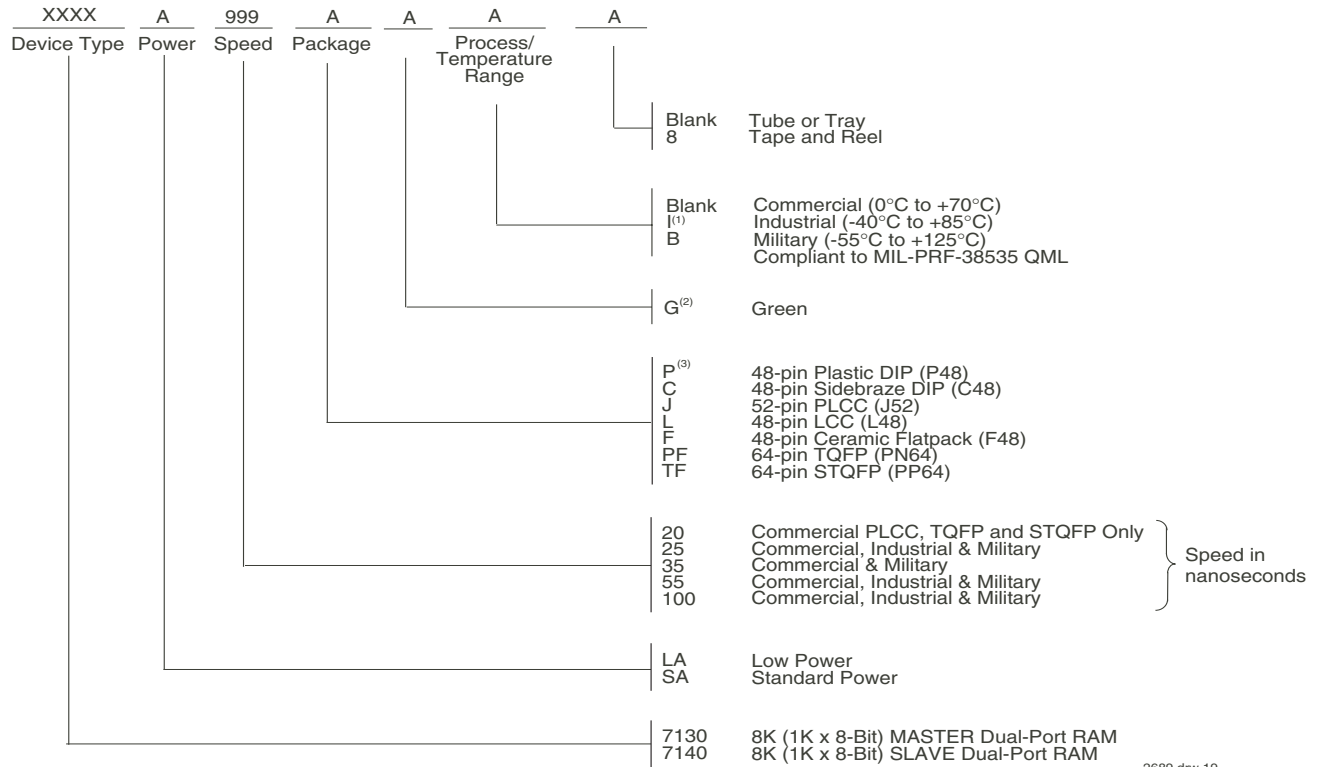 XXXX A 999 A A A A
Device Type Power Speed Package Process/
Temperature
Range
Blank Tube or Tray
8 Tape and Reel
Blank Commercial (0°C to +70°C)
I(1) Industrial (-40°C to +85°C)
B Military (-55°C to +125°C)
Compliant to MIL-PRF-38535 QML
G(2) Green
P(3) 48-pin Plastic DIP (P48)
C 48-pin Sidebraze DIP (C48)
J 52-pin PLCC (J52)
L 48-pin LCC (L48)
F 48-pin Ceramic Flatpack (F48)
PF 64-pin TQFP (PN64)
TF 64-pin STQFP (PP64)
20 Commercial PLCC, TQFP and STQFP Only
25 Commercial, Industrial & Military
35 Commercial & Military
55 Commercial, Industrial & Military
100 Commercial, Industrial & Military
Speed in
nanoseconds
LA Low Power
SA Standard Power
7130 8K (1K x 8-Bit) MASTER Dual-Port RAM
7140 8K (1K x 8-Bit) SLAVE Dual-Port RAM